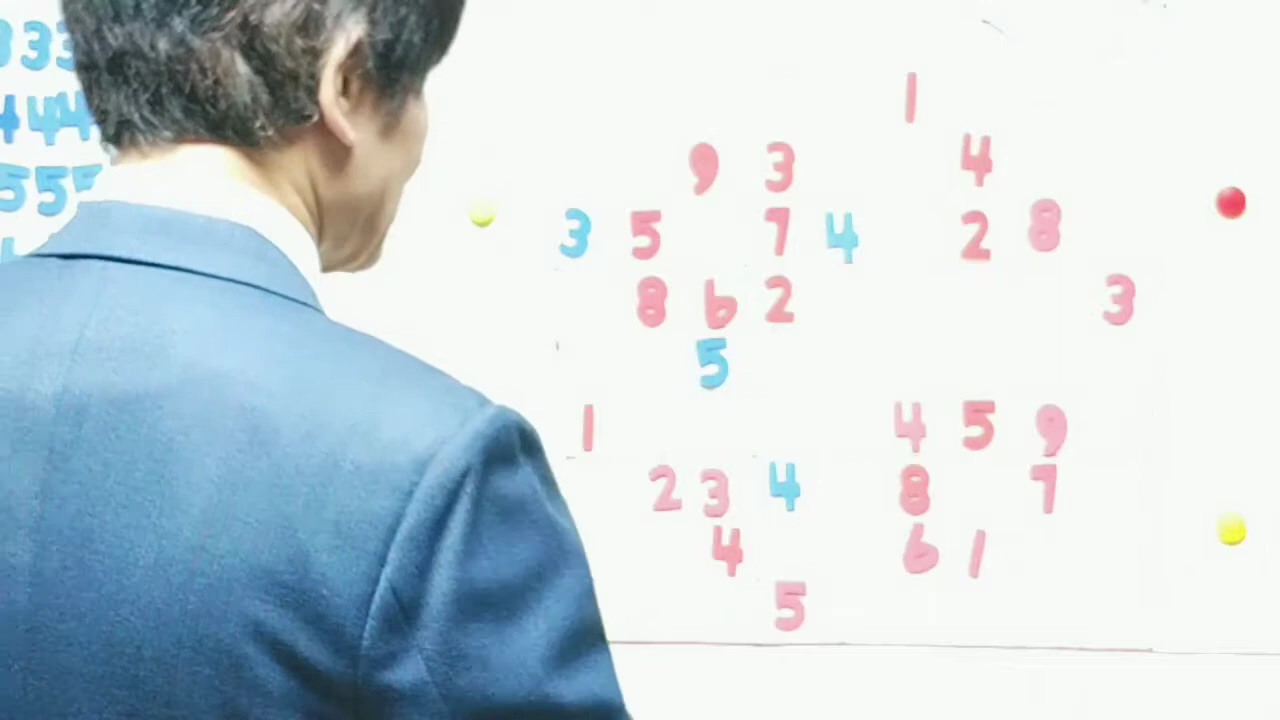 333
1
444
9 3 4
555
3 5 7 4 2 8
8 6 2 3
5
1 4 5 9
2 3 4 8 7
4 6 1
5